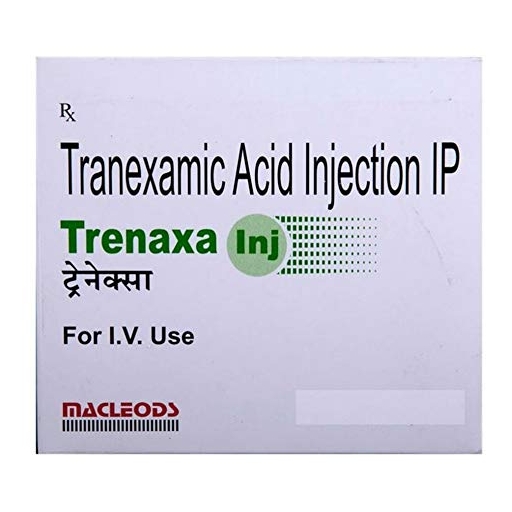 Rx
Tranexamic Acid Injection IP
Trenaxa Inj
ट्रेनेक्सा
For I.V. Use
MACLEODS